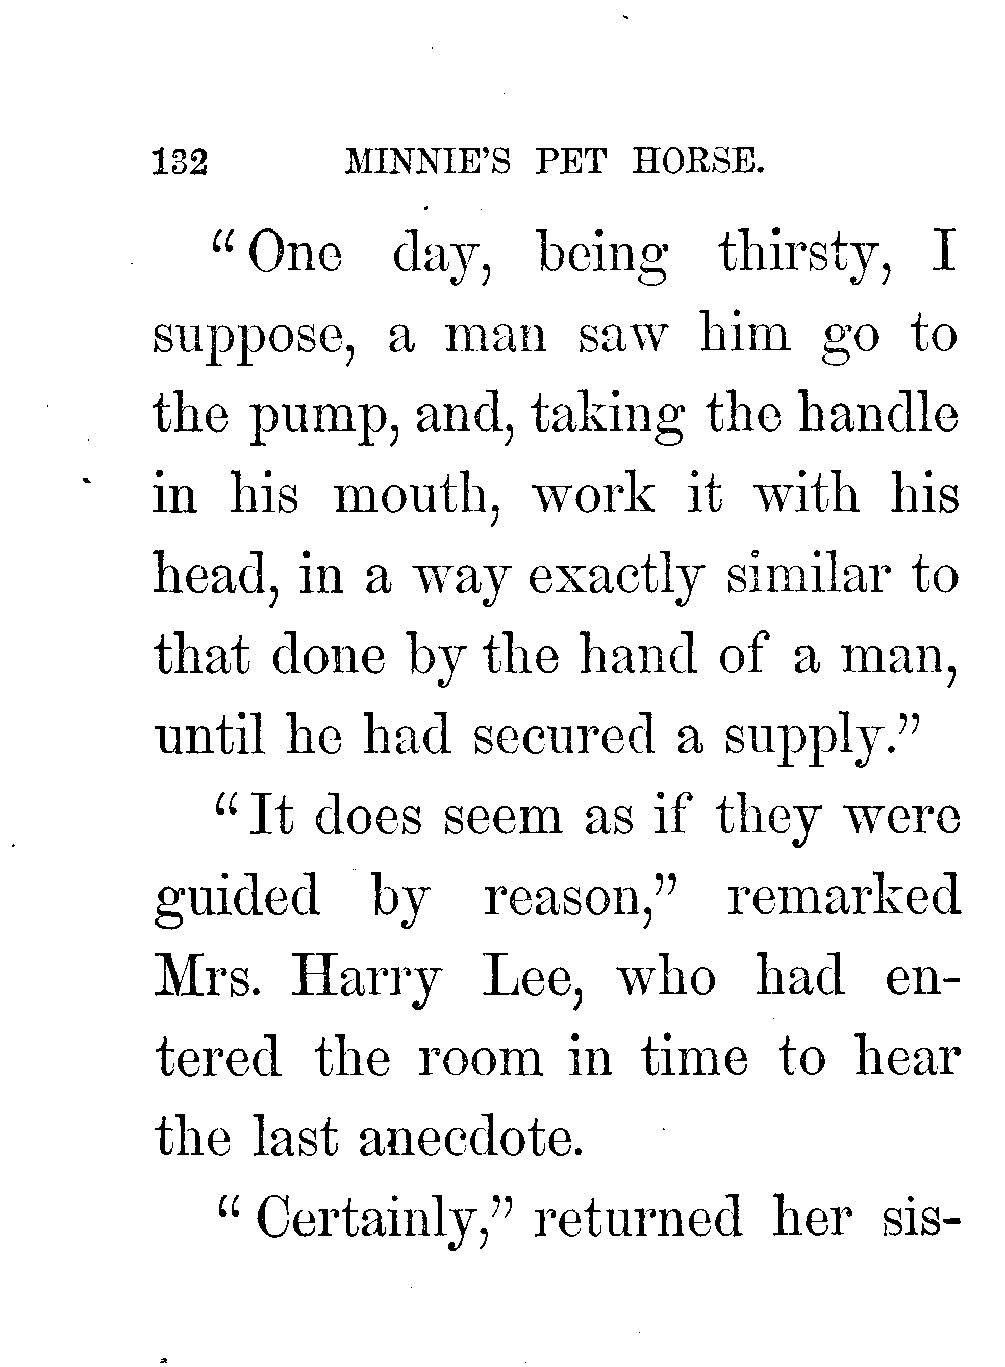 132 MINNIE'S PET HORSE.
“One day, being thirsty, I
suppose, a man saw him go to
the pump, and, taking the handle
in his mouth, work it with his
head, in a way exactly similar to
that done by the hand of a man,
until he had secured a supply.”
“It does seem as if they were
guided by reason,” remarked
Mrs. Harry Lee, who had en-
tered the room in time to hear
the last anecdote.
“Certainly,” returned her sis-